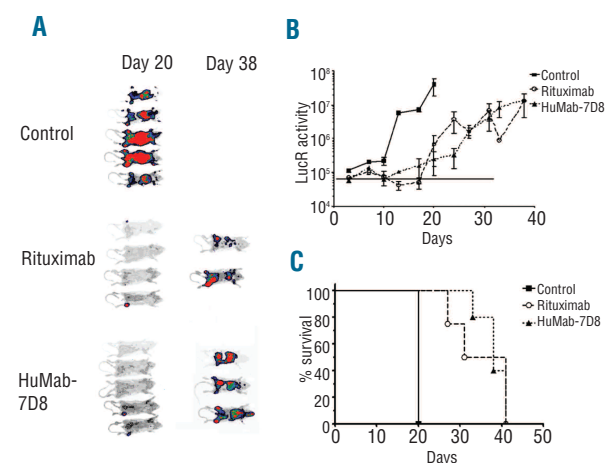 A
Day 20
Day 38
Control
Rituximab
HuMab-
7D8
B
10⁸
10⁷
10⁶
10⁵
10⁴
LucR activity
0
10
20
30
40
Days
Control
Rituximab
HuMab-7D8
C
100
80
60
40
20
0
% survival
0
10
20
30
40
50
Days
Control
Rituximab
HuMab-7D8